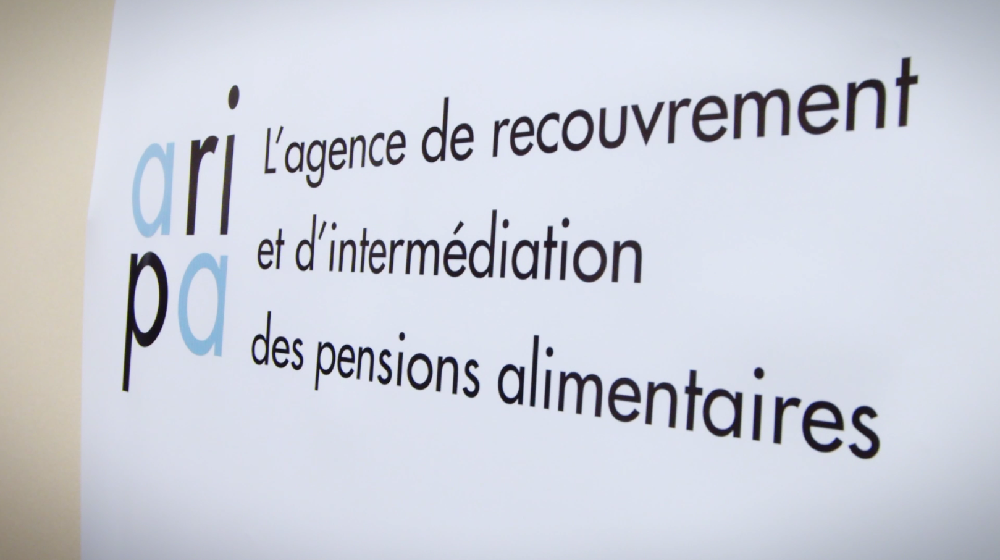 ari
pa
L'agence de recouvrement
et d'intermédiation
des pensions alimentaires